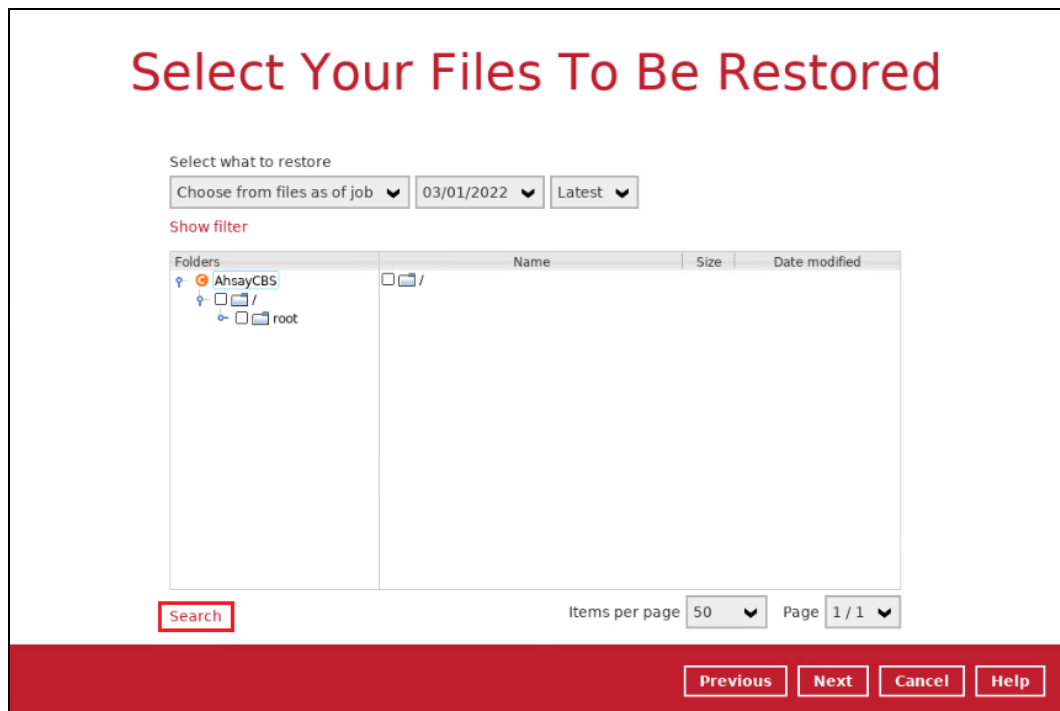 Select Your Files To Be Restored
Select what to restore
Choose from files as of job 03/01/2022 Latest
Show filter
Folders Name Size Date modified
AhsayCBS /
/
root
Search Items per page 50 Page 1 / 1
Previous Next Cancel Help